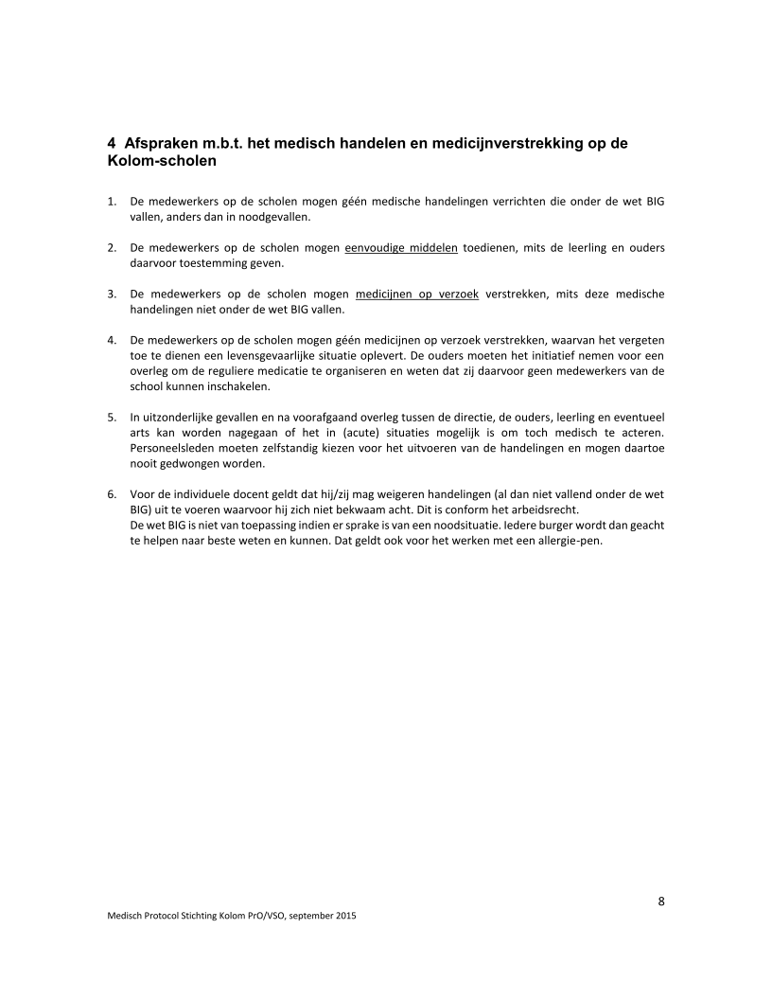 4 Afspraken m.b.t. het medisch handelen en medicijnverstrekking op de
Kolom-scholen
1. De medewerkers op de scholen mogen géén medische handelingen verrichten die onder de wet BIG
vallen, anders dan in noodgevallen.
2. De medewerkers op de scholen mogen eenvoudige middelen toedienen, mits de leerling en ouders
daarvoor toestemming geven.
3. De medewerkers op de scholen mogen medicijnen op verzoek verstrekken, mits deze medische
handelingen niet onder de wet BIG vallen.
4. De medewerkers op de scholen mogen géén medicijnen op verzoek verstrekken, waarvan het vergeten
toe te dienen een levensgevaarlijke situatie oplevert. De ouders moeten het initiatief nemen voor een
overleg om de reguliere medicatie te organiseren en weten dat zij daarvoor geen medewerkers van de
school kunnen inschakelen.
5. In uitzonderlijke gevallen en na voorafgaand overleg tussen de directie, de ouders, leerling en eventueel
arts kan worden nagegaan of het in (acute) situaties mogelijk is om toch medisch te acteren.
Personeelsleden moeten zelfstandig kiezen voor het uitvoeren van de handelingen en mogen daartoe
nooit gedwongen worden.
6. Voor de individuele docent geldt dat hij/zij mag weigeren handelingen (al dan niet vallend onder de wet
BIG) uit te voeren waarvoor hij zich niet bekwaam acht. Dit is conform het arbeidsrecht.
De wet BIG is niet van toepassing indien er sprake is van een noodsituatie. Iedere burger wordt dan geacht
te helpen naar beste weten en kunnen. Dat geldt ook voor het werken met een allergie-pen.
8
Medisch Protocol Stichting Kolom PrO/VSO, september 2015